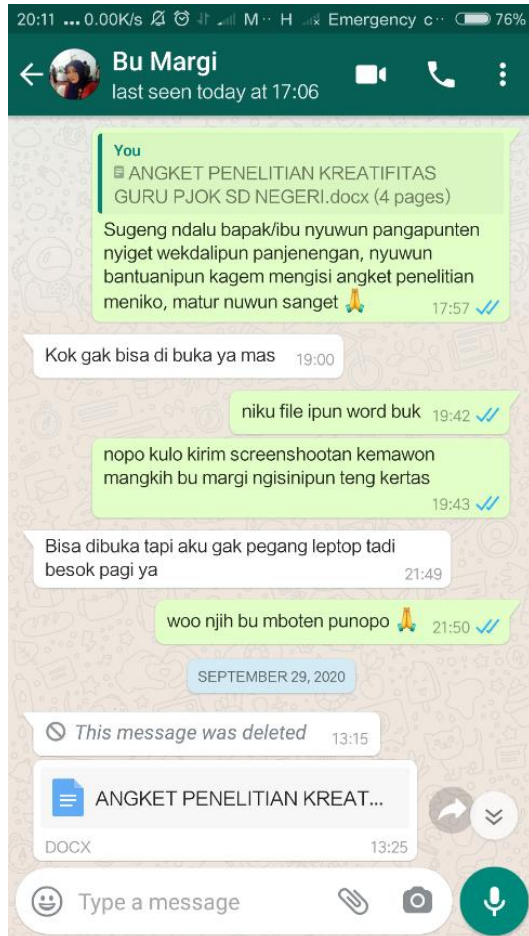 20:11 ... 0.00K/s M·· H Emergency c·· 76%
Bu Margi
last seen today at 17:06
You
ANGKET PENELITIAN KREATIFITAS
GURU PJOK SD NEGERI.docx (4 pages)
Sugeng ndalu bapak/ibu nyuwun pangapunten
nyiget wekdalipun panjenengan, nyuwun
bantuanipun kagem mengisi angket penelitian
meniko, matur nuwun sanget 🙏
17:57
Kok gak bisa di buka ya mas 19:00
niku file ipun word buk 19:42
nopo kulo kirim screenshootan kemawon
mangkih bu margi ngisinipun teng kertas
19:43
Bisa dibuka tapi aku gak pegang leptop tadi
besok pagi ya
21:49
woo njih bu mboten punopo 🙏 21:50
SEPTEMBER 29, 2020
This message was deleted 13:15
ANGKET PENELITIAN KREAT...
DOCX 13:25
Type a message